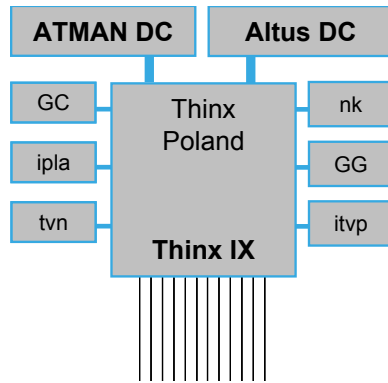 ATMAN DC
Altus DC
GC
Thinx
Poland
nk
ipla
GG
tvn
itvp
Thinx IX